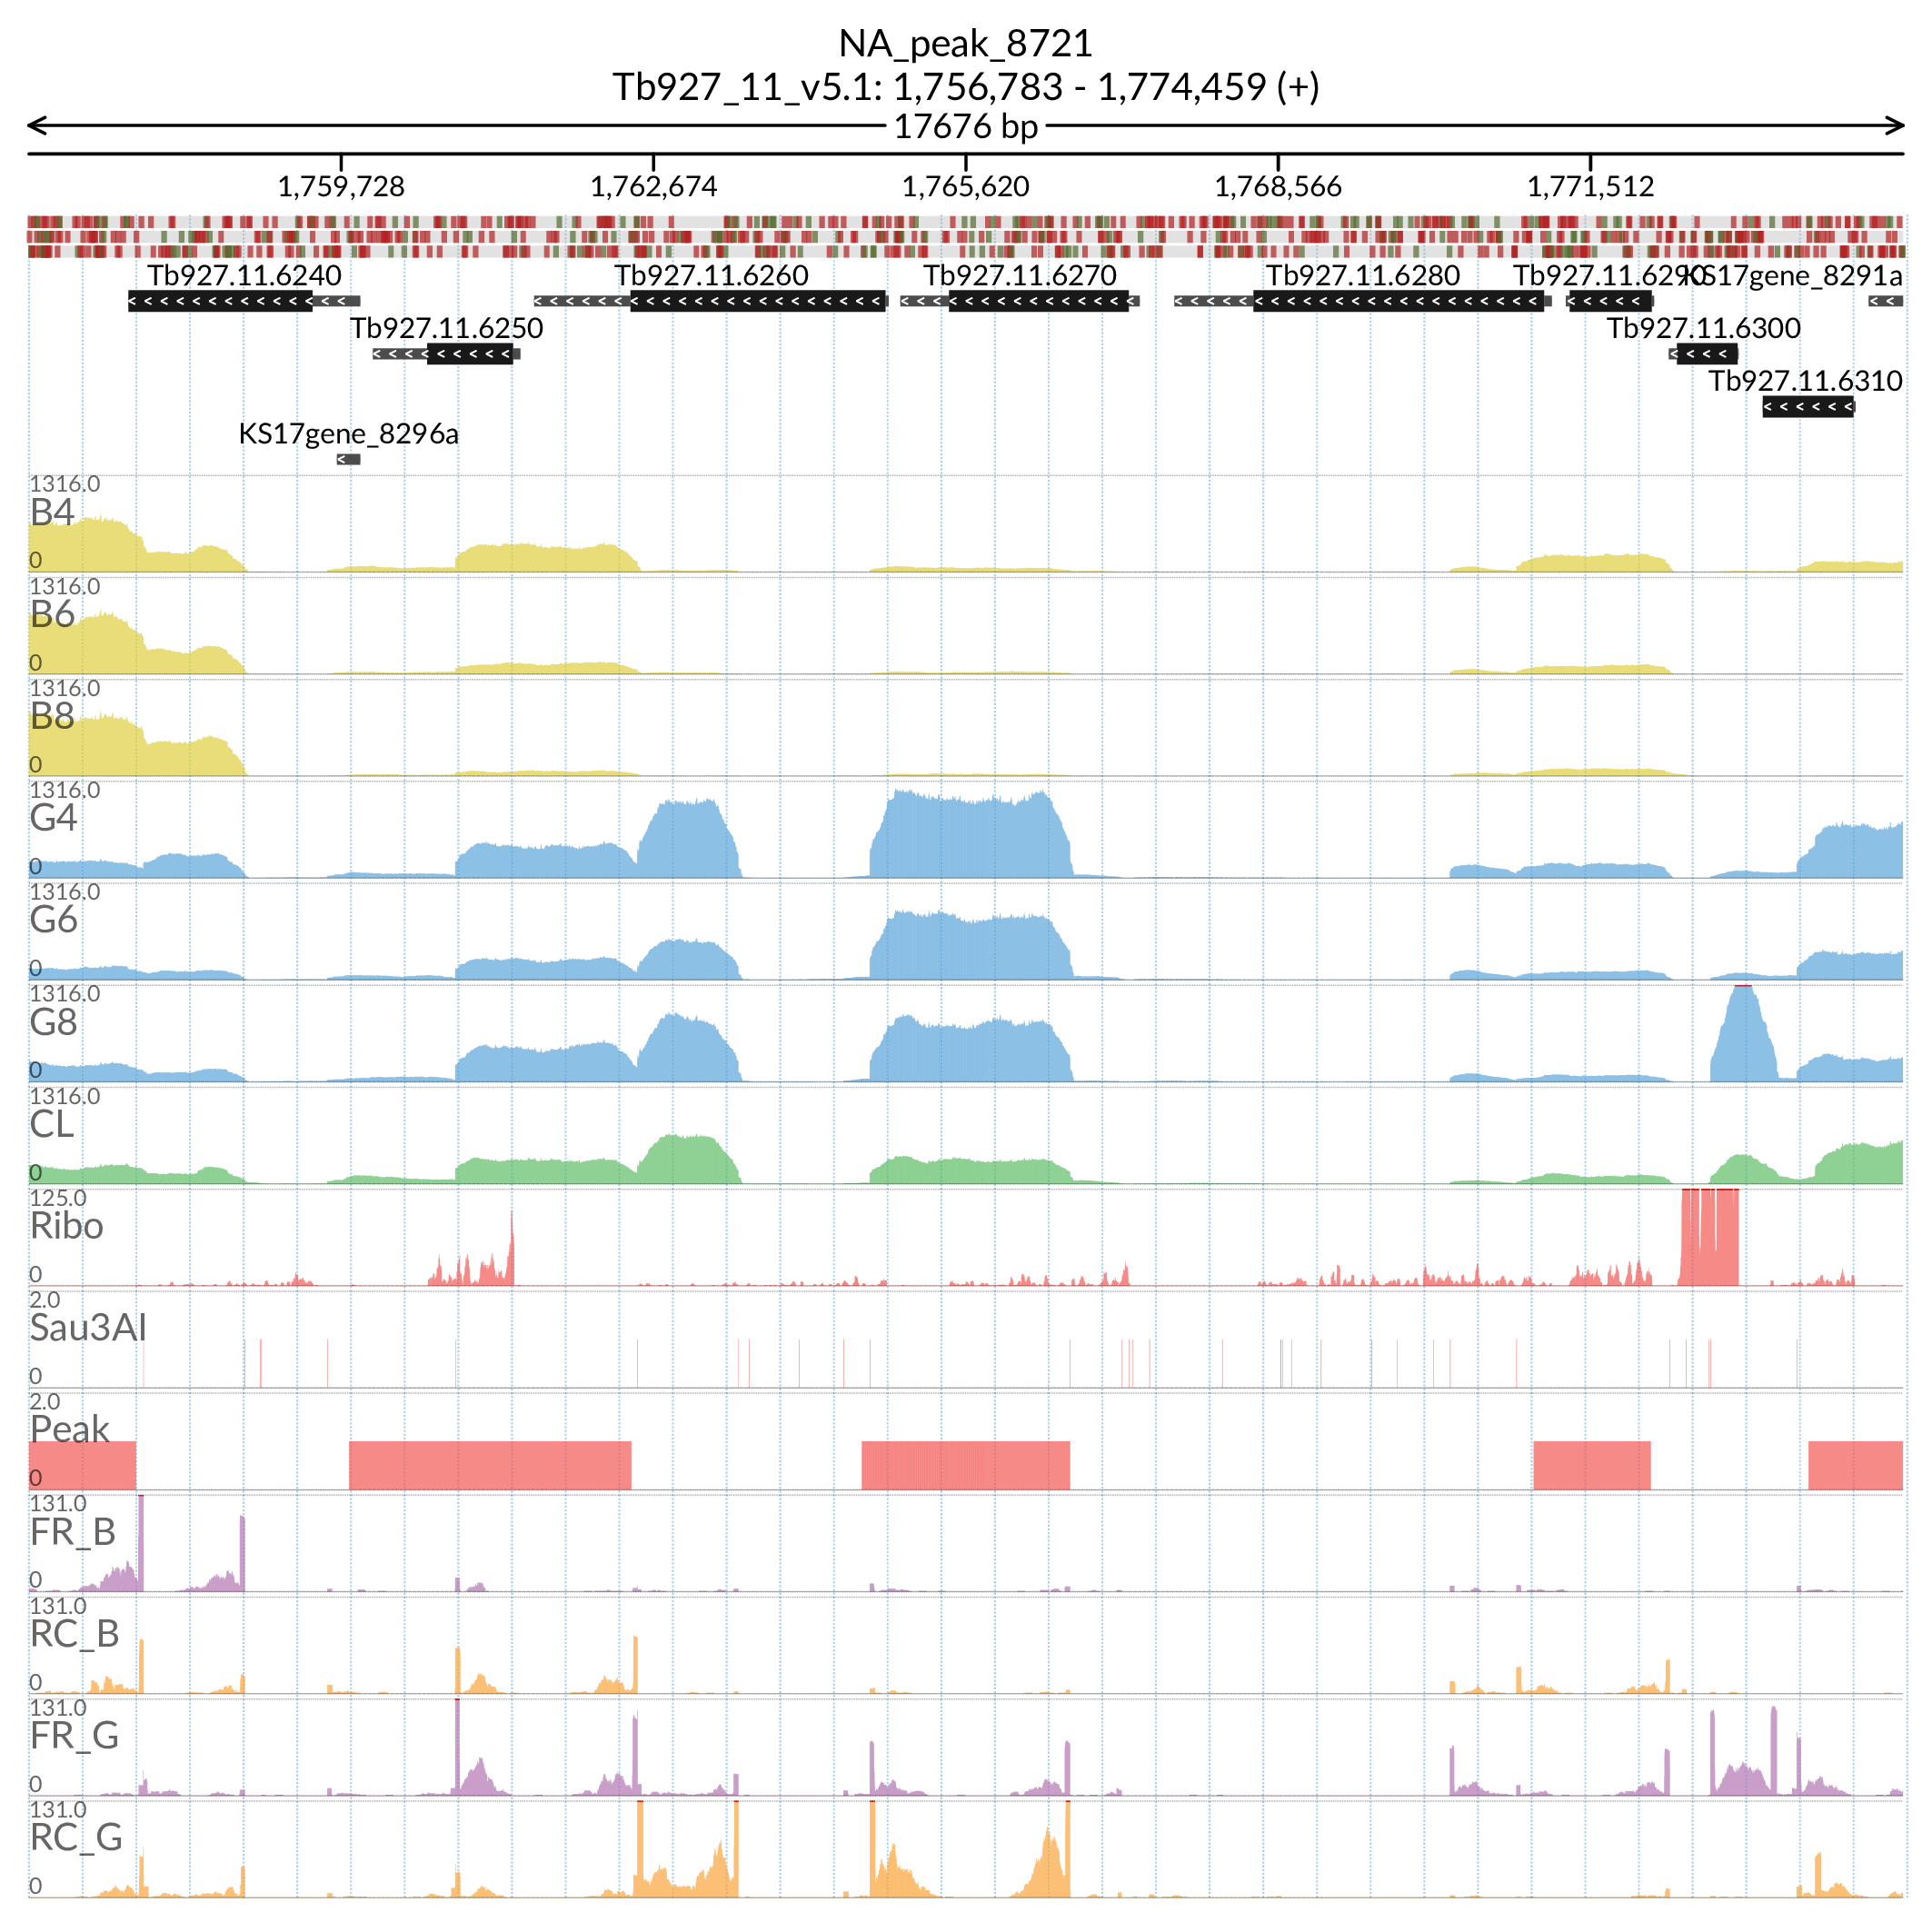 NA_peak_8721
Tb927_11_v5.1: 1,756,783 - 1,774,459 (+)
17676 bp
1,759,728 1,762,674 1,765,620 1,768,566 1,771,512
Tb927.11.6240 Tb927.11.6260 Tb927.11.6270 Tb927.11.6280 Tb927.11.6290 KS17gene_8291a
Tb927.11.6250 Tb927.11.6300
Tb927.11.6310
KS17gene_8296a
1316.0
B4
0
1316.0
B6
0
1316.0
B8
0
1316.0
G4
0
1316.0
G6
0
1316.0
G8
0
1316.0
CL
0
125.0
Ribo
0
2.0
Sau3AI
0
2.0
Peak
0
131.0
FR_B
0
131.0
RC_B
0
131.0
FR_G
0
131.0
RC_G
0